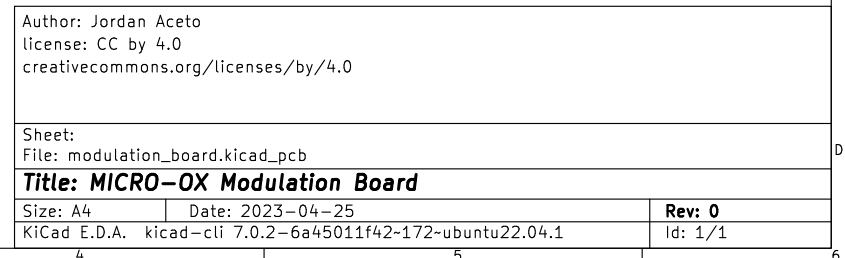 Author: Jordan Aceto
license: CC by 4.0
creativecommons.org/licenses/by/4.0
Sheet:
File: modulation_board.kicad_pcb
Title: MICRO-OX Modulation Board
Size: A4 Date: 2023-04-25 Rev: 0
KiCad E.D.A. kicad-cli 7.0.2-6a45011f42~172~ubuntu22.04.1 Id: 1/1
D
4 5 6